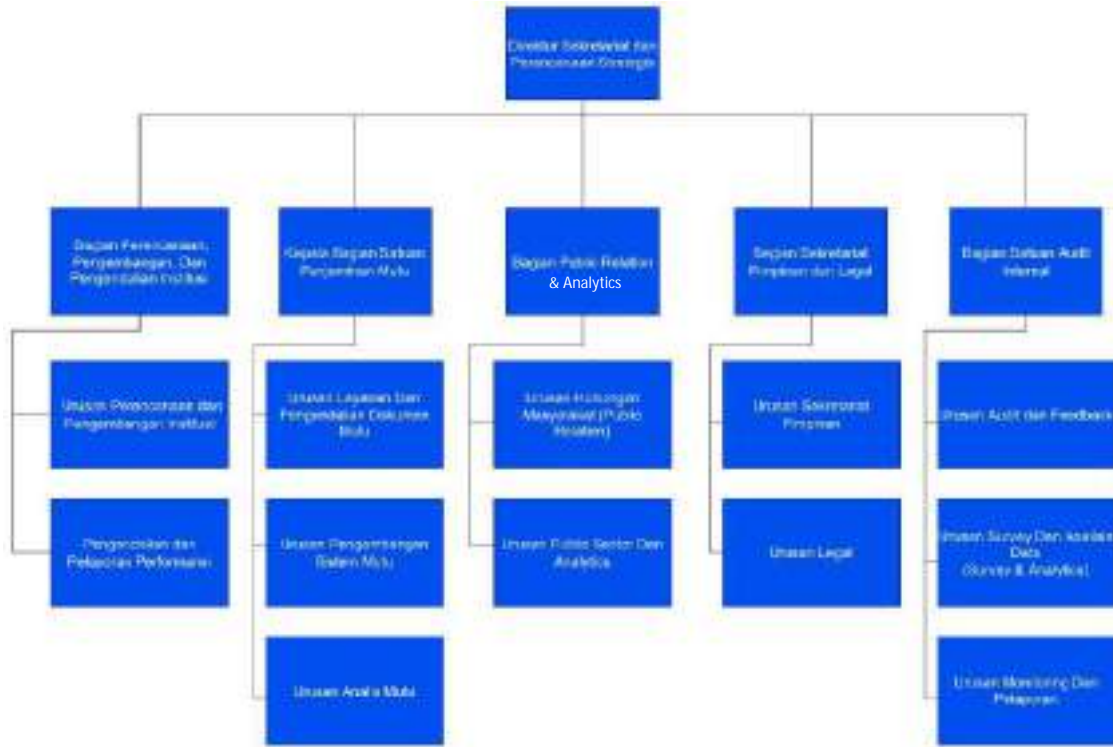 Direktur Sekretariat dan
Perencanaan Strategis
Bagian Perencanaan,
Pengembangan, Dan
Pengendalian Institusi
Kepala Bagian Satuan
Penjaminan Mutu
Bagian Public Relation
& Analytics
Bagian Sekretariat
Pimpinan dan Legal
Bagian Satuan Audit
Internal
Urusan Perencanaan dan
Pengembangan Institusi
Urusan Layanan Dan
Pengendalian Dokumen
Mutu
Urusan Hubungan
Masyarakat (Public
Relation)
Urusan Sekretariat
Pimpinan
Urusan Audit dan Feedback
Pengendalian dan
Pelaporan Performansi
Urusan Pengembangan
Sistem Mutu
Urusan Public Sector Dan
Analytics
Urusan Legal
Urusan Survey Dan
Data
(Survey & Analytics)
Urusan Analis Mutu
Urusan Monitoring Dan
Pelaporan